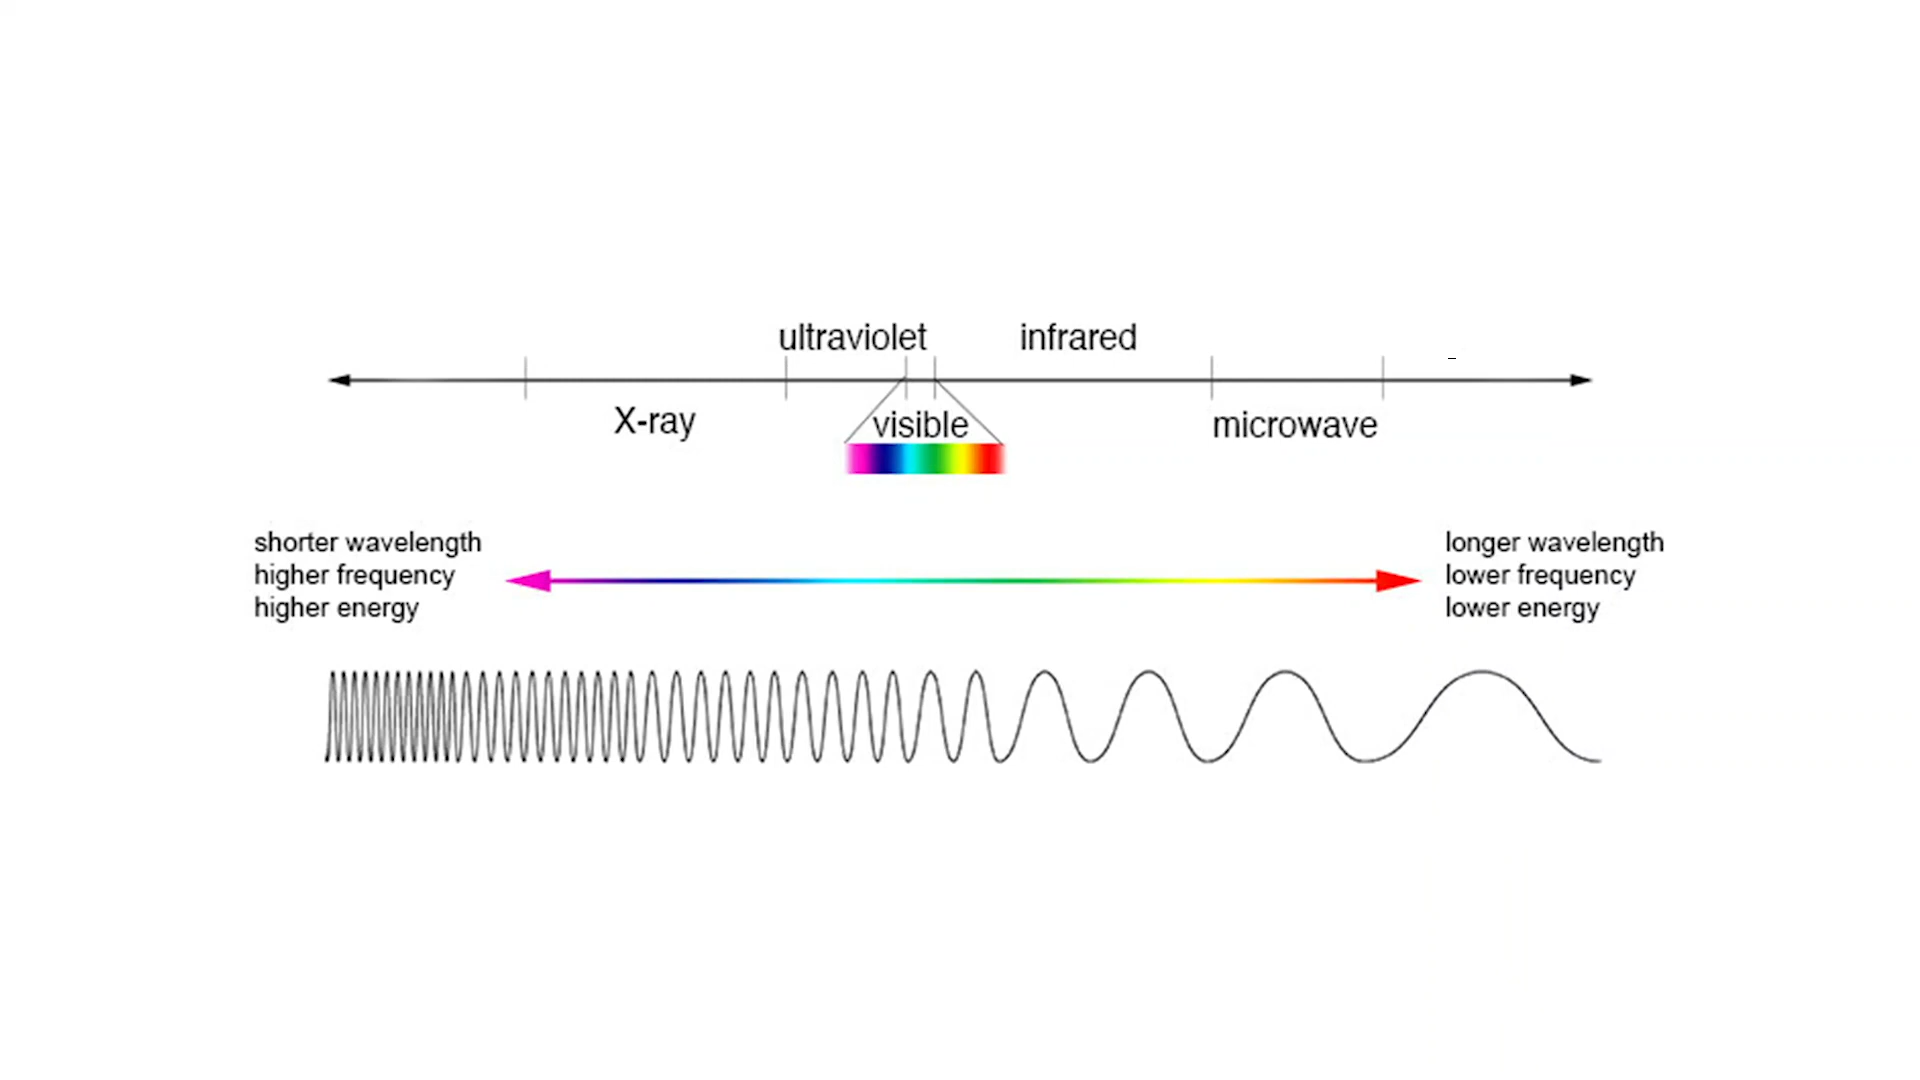 ultraviolet infrared
X-ray visible microwave
shorter wavelength
higher frequency
higher energy
longer wavelength
lower frequency
lower energy